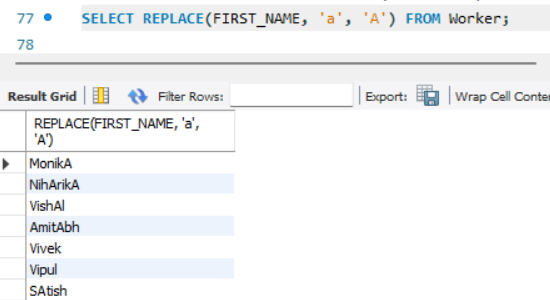 77 SELECT REPLACE(FIRST_NAME, 'a', 'A') FROM Worker;
78
Result Grid Filter Rows: Export: Wrap Cell Conte
REPLACE(FIRST_NAME, 'a',
'A')
MonikA
NihArikA
VishAl
AmitAbh
Vivek
Vipul
SAtish